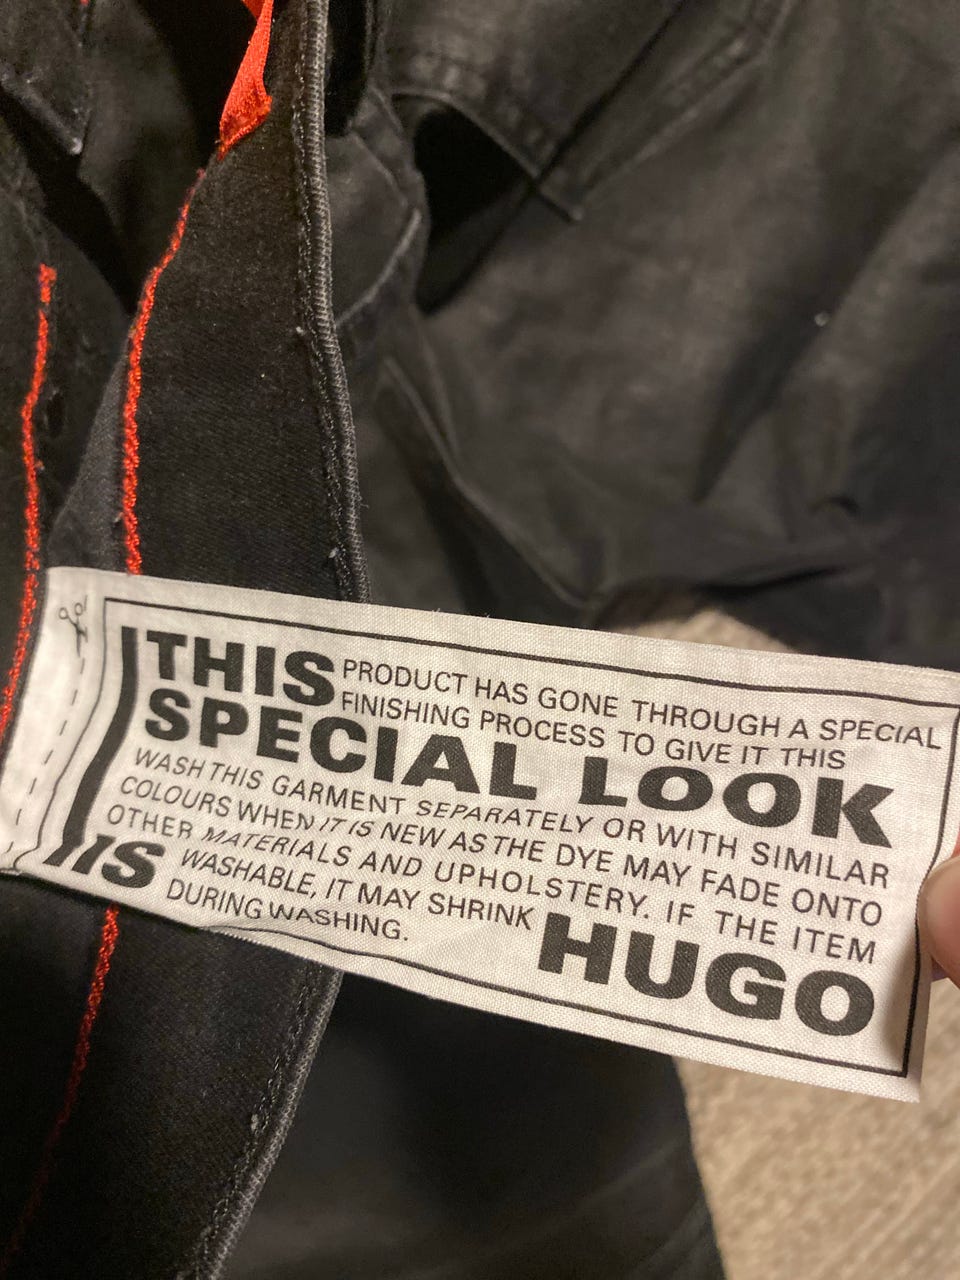 THIS PRODUCT HAS GONE THROUGH A SPECIAL
FINISHING PROCESS TO GIVE IT THIS
SPECIAL LOOK
WASH THIS GARMENT SEPARATELY OR WITH SIMILAR
COLOURS WHEN IT IS NEW AS THE DYE MAY FADE ONTO
OTHER MATERIALS AND UPHOLSTERY. IF THE ITEM
IS WASHABLE, IT MAY SHRINK
DURING WASHING.
HUGO